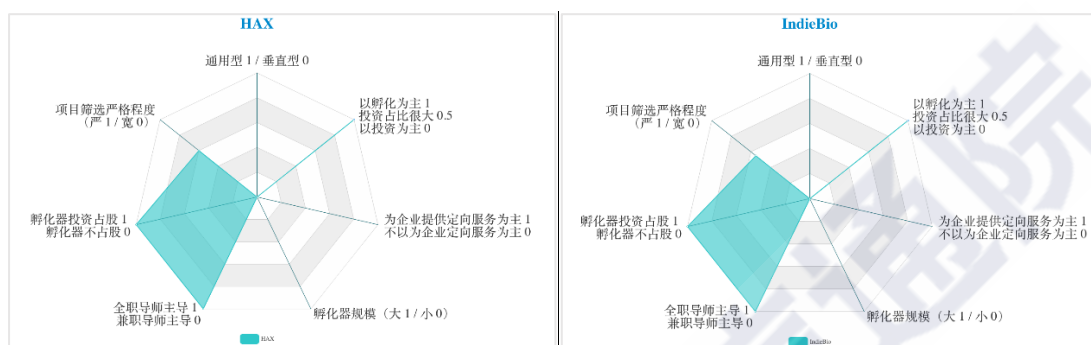 HAX
通用型 1 / 垂直型 0
以孵化为主 1
投资占比很大 0.5
以投资为主 0
项目筛选严格程度
（严 1 / 宽 0）
孵化器投资占股 1
孵化器不占股 0
为企业提供定向服务为主 1
不以为企业定向服务为主 0
全职导师主导 1
兼职导师主导 0
孵化器规模（大 1 / 小 0）
HAX
IndieBio
通用型 1 / 垂直型 0
以孵化为主 1
投资占比很大 0.5
以投资为主 0
项目筛选严格程度
（严 1 / 宽 0）
孵化器投资占股 1
孵化器不占股 0
为企业提供定向服务为主 1
不以为企业定向服务为主 0
全职导师主导 1
兼职导师主导 0
孵化器规模（大 1 / 小 0）
IndieBio